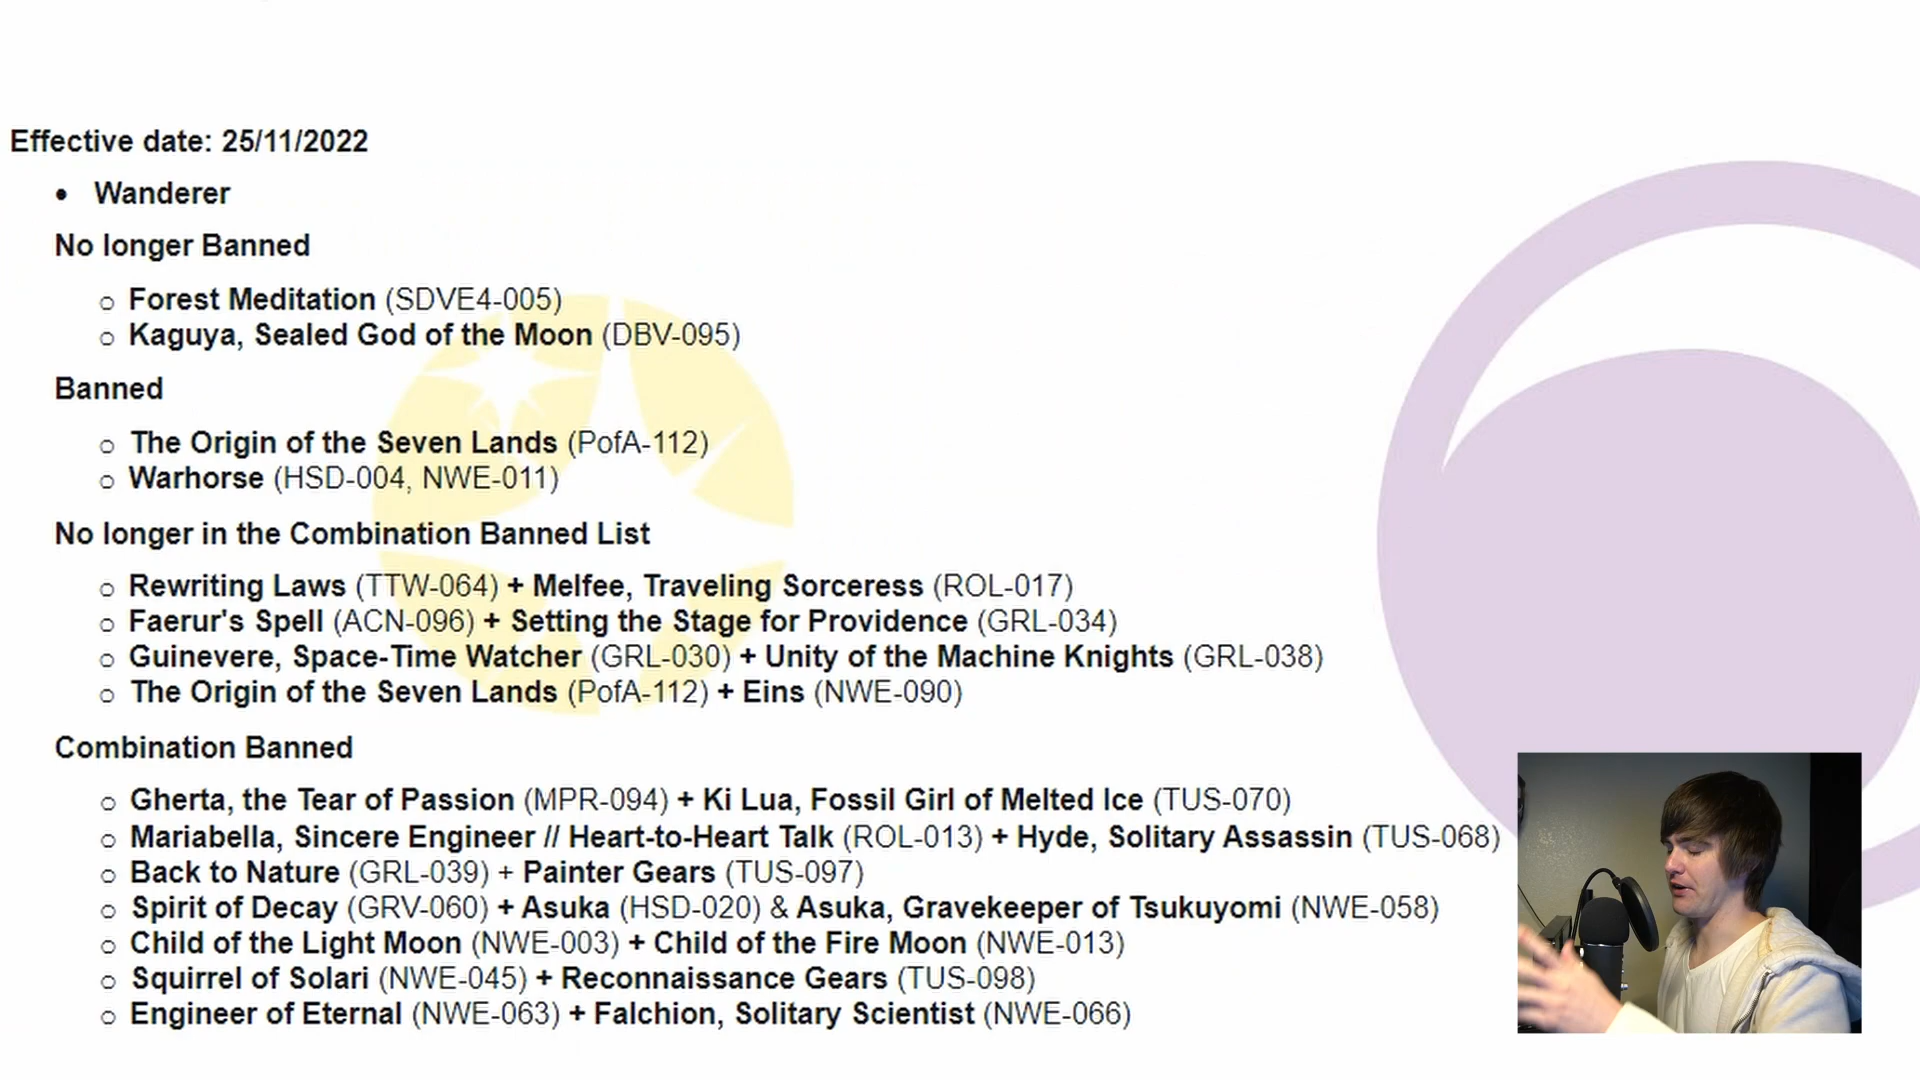 Effective date: 25/11/2022
• Wanderer
No longer Banned
o Forest Meditation (SDVE4-005)
o Kaguya, Sealed God of the Moon (DBV-095)
Banned
o The Origin of the Seven Lands (PofA-112)
o Warhorse (HSD-004, NWE-011)
No longer in the Combination Banned List
o Rewriting Laws (TTW-064) + Melfee, Traveling Sorceress (ROL-017)
o Faerur's Spell (ACN-096) + Setting the Stage for Providence (GRL-034)
o Guinevere, Space-Time Watcher (GRL-030) + Unity of the Machine Knights (GRL-038)
o The Origin of the Seven Lands (PofA-112) + Eins (NWE-090)
Combination Banned
o Gherta, the Tear of Passion (MPR-094) + Ki Lua, Fossil Girl of Melted Ice (TUS-070)
o Mariabella, Sincere Engineer // Heart-to-Heart Talk (ROL-013) + Hyde, Solitary Assassin (TUS-068)
o Back to Nature (GRL-039) + Painter Gears (TUS-097)
o Spirit of Decay (GRV-060) + Asuka (HSD-020) & Asuka, Gravekeeper of Tsukuyomi (NWE-058)
o Child of the Light Moon (NWE-003) + Child of the Fire Moon (NWE-013)
o Squirrel of Solari (NWE-045) + Reconnaissance Gears (TUS-098)
o Engineer of Eternal (NWE-063) + Falchion, Solitary Scientist (NWE-066)